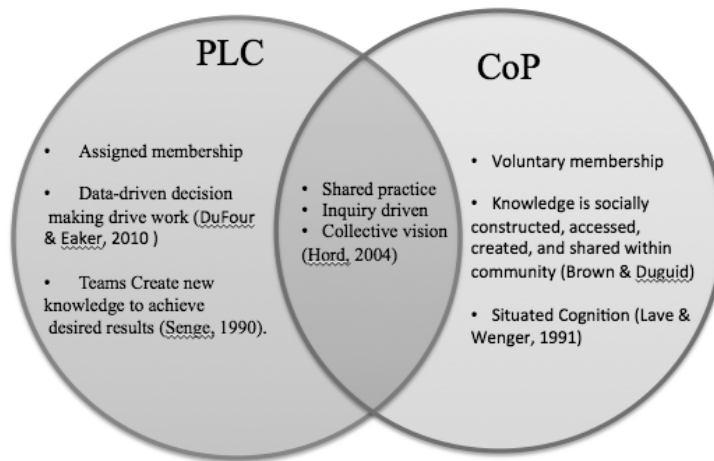 PLC
• Assigned membership
• Data-driven decision
making drive work (DuFour
& Eaker, 2010 )
• Teams Create new
knowledge to achieve
desired results (Senge, 1990).
• Shared practice
• Inquiry driven
• Collective vision
(Hord, 2004)
CoP
• Voluntary membership
• Knowledge is socially
constructed, accessed,
created, and shared within
community (Brown & Duguid)
• Situated Cognition (Lave &
Wenger, 1991)